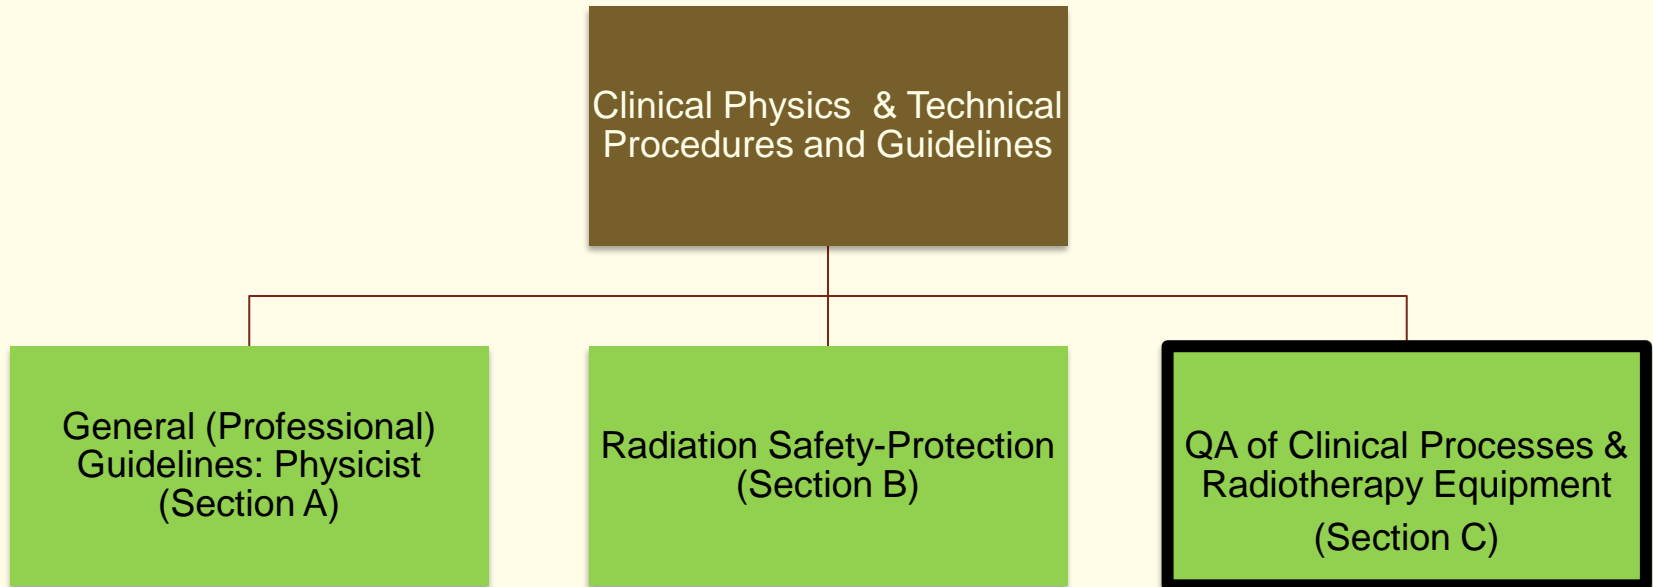 Clinical Physics & Technical
Procedures and Guidelines
General (Professional)
Guidelines: Physicist
(Section A)
Radiation Safety-Protection
(Section B)
QA of Clinical Processes &
Radiotherapy Equipment
(Section C)